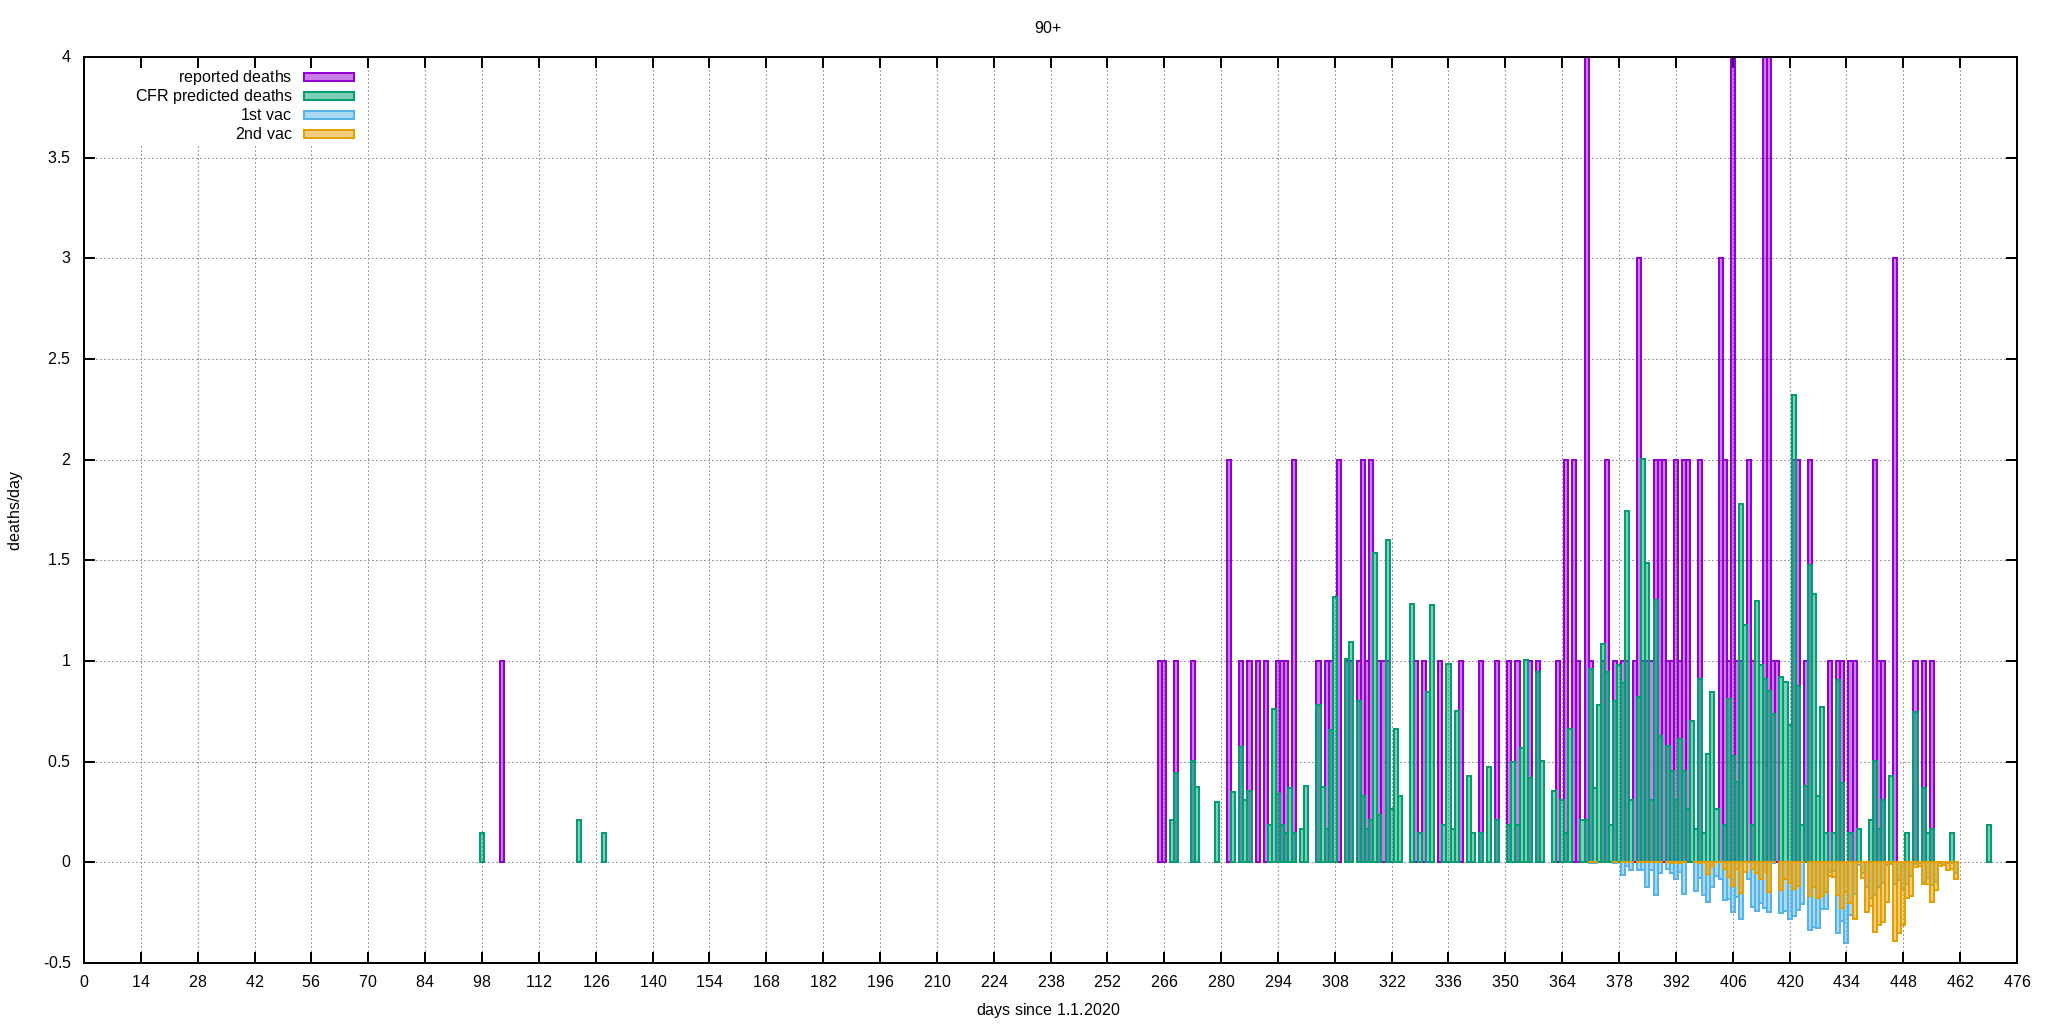 90+
4
reported deaths
CFR predicted deaths
1st vac
2nd vac
3.5
3
2.5
2
deaths/day
1.5
1
0.5
0
-0.5
0 14 28 42 56 70 84 98 112 126 140 154 168 182 196 210 224 238 252 266 280 294 308 322 336 350 364 378 392 406 420 434 448 462 476
days since 1.1.2020